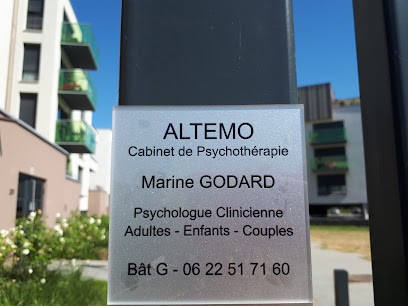 ALTEMO
Cabinet de Psychothérapie
Marine GODARD
Psychologue Clinicienne
Adultes - Enfants - Couples
Bât G - 06 22 51 71 60